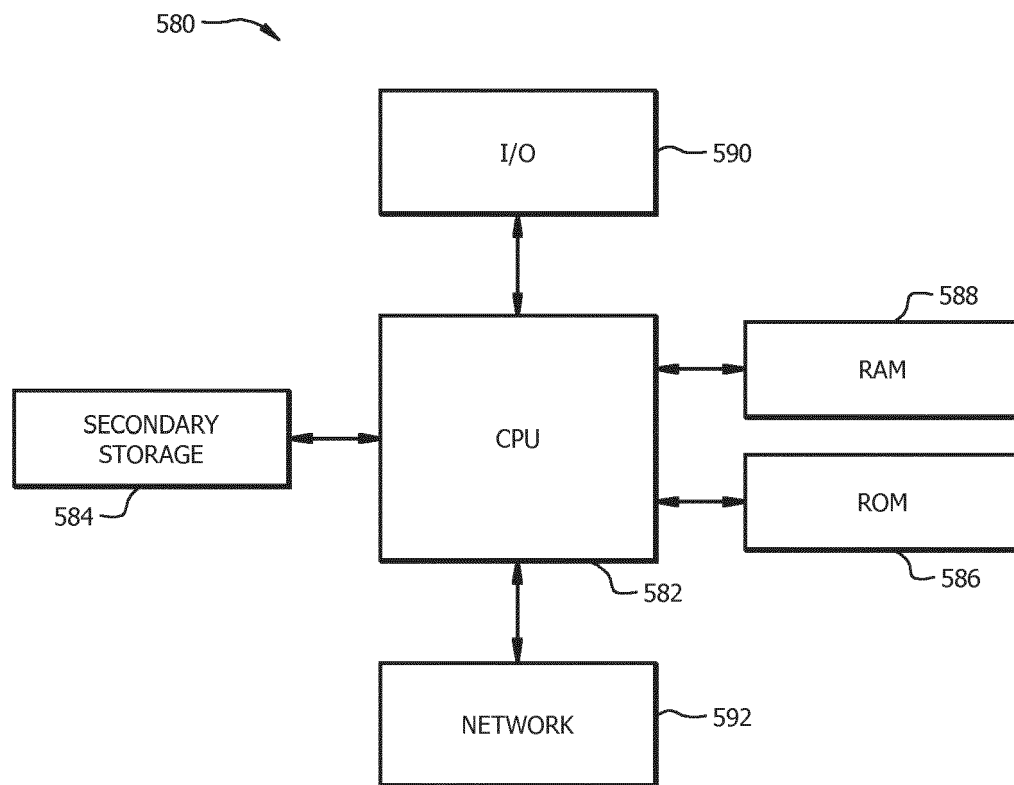 580
I/O
590
588
RAM
SECONDARY
STORAGE
CPU
584
ROM
582
586
NETWORK
592